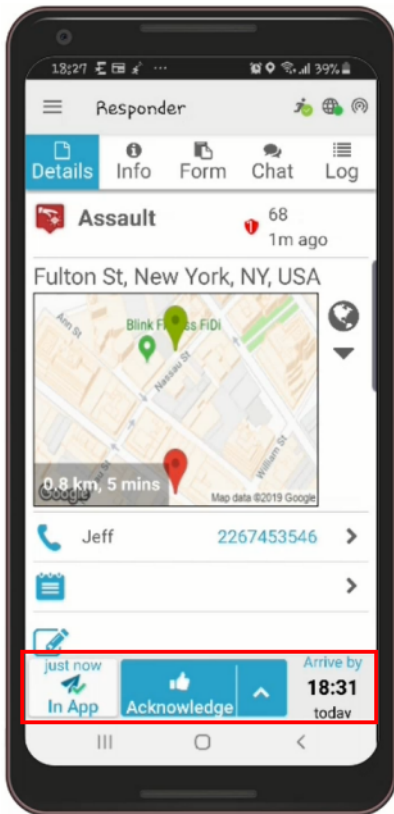 18:27 39%
Responder
Details Info Form Chat Log
Assault 68
1m ago
Fulton St, New York, NY, USA
Ann St
Blink Fitness FiDi
Nassau St
William St
0.8 km, 5 mins
Google Map data ©2019 Google
Jeff 2267453546
just now Arrive by
18:31
In App Acknowledge today